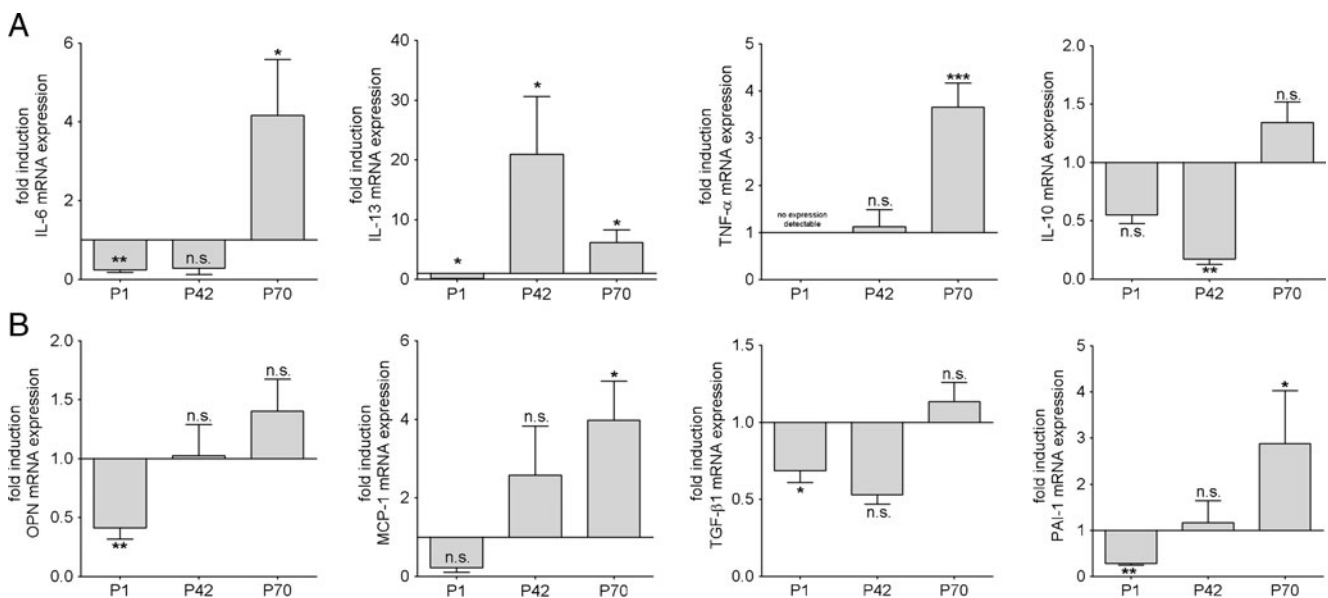 A
fold induction
IL-6 mRNA expression
6
4
2
0
**
n.s.
*
P1 P42 P70
fold induction
IL-13 mRNA expression
40
30
20
10
0
*
*
*
P1 P42 P70
fold induction
TNF-α mRNA expression
5
4
3
2
1
0
no expression
detectable
n.s.
***
P1 P42 P70
fold induction
IL-10 mRNA expression
2.0
1.5
1.0
0.5
0.0
n.s.
**
n.s.
P1 P42 P70
B
fold induction
OPN mRNA expression
2.0
1.5
1.0
0.5
0.0
**
n.s.
n.s.
P1 P42 P70
fold induction
MCP-1 mRNA expression
6
4
2
0
n.s.
n.s.
*
P1 P42 P70
fold induction
TGF-β1 mRNA expression
1.5
1.0
0.5
0.0
*
n.s.
n.s.
P1 P42 P70
fold induction
PAI-1 mRNA expression
5
4
3
2
1
0
**
n.s.
*
P1 P42 P70